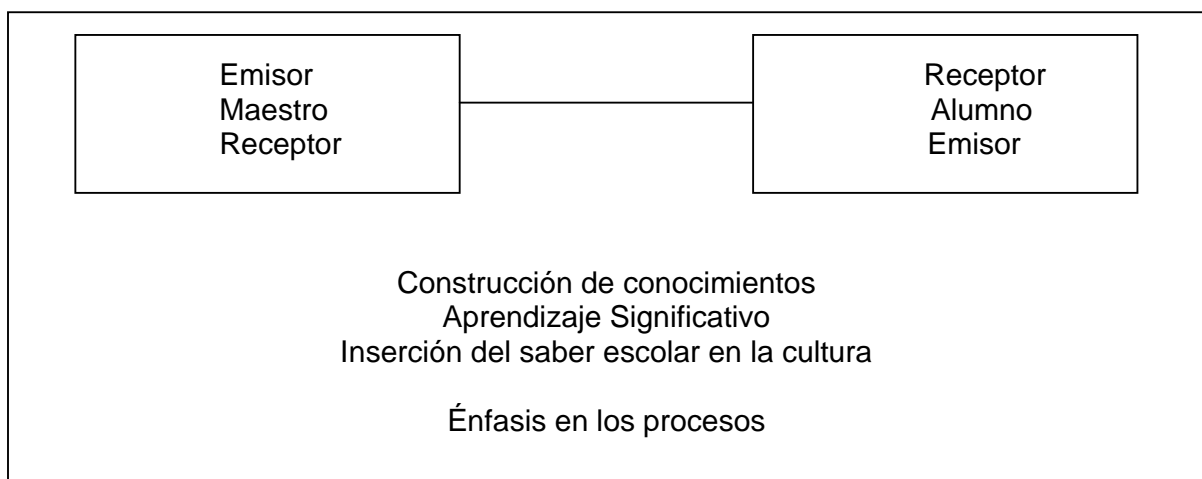 Emisor
Maestro
Receptor
Receptor
Alumno
Emisor
Construcción de conocimientos
Aprendizaje Significativo
Inserción del saber escolar en la cultura
Énfasis en los procesos